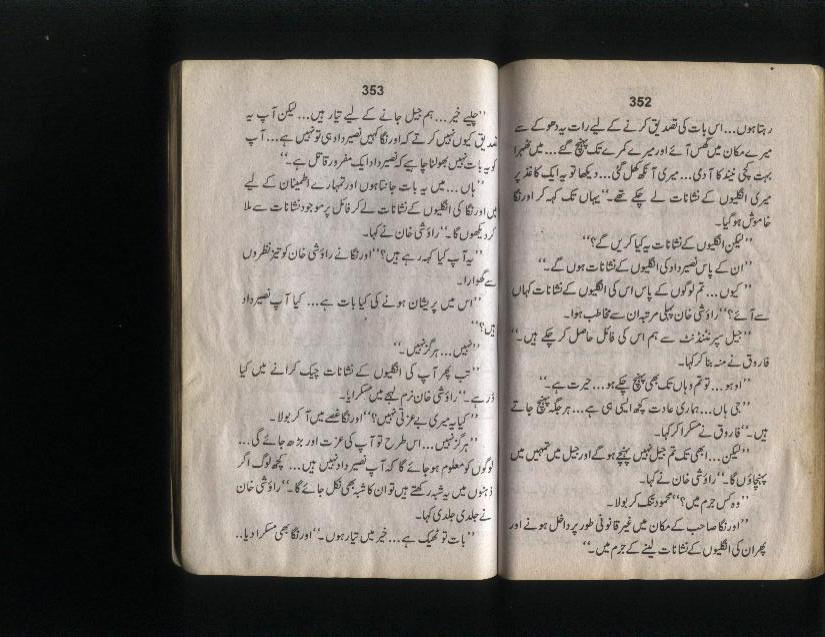 352
رہتا ہوں... اس بات کی تصدیق کرنے کے لیے رات یہ دھوکے سے
میرے مکان میں گھس آئے اور میرے کمرے تک پہنچ گئے... میں ٹھہرا
بہت کچی نیند کا آدمی... میری آنکھ کھل گئی... دیکھا تو یہ ایک کاغذ پر
میری انگلیوں کے نشانات لے چکے تھے۔‘‘ یہاں تک کہہ کر اورنگا
خاموش ہو گیا۔
’’لیکن انگلیوں کے نشانات یہ کیا کریں گے؟‘‘
’’ان کے پاس نصیر داد کی انگلیوں کے نشانات ہوں گے۔‘‘
’’کیوں... تم لوگوں کے پاس اس کی انگلیوں کے نشانات کہاں
سے آئے؟‘‘ راؤشی خان پہلی مرتبہ ان سے مخاطب ہوا۔
’’جیل سپرنٹنڈنٹ سے ہم اس کی فائل حاصل کر چکے ہیں۔‘‘
فاروق نے منہ بنا کر کہا۔
’’اوہو... تو تم وہاں تک بھی پہنچ چکے ہو... حیرت ہے۔‘‘
’’جی ہاں... ہماری عادت کچھ ایسی ہی ہے... ہر جگہ پہنچ جاتے
ہیں۔‘‘ فاروق نے مسکرا کر کہا۔
’’لیکن... ابھی تک تم جیل نہیں پہنچے ہو گے اور جیل میں تمہیں میں
پہنچاؤں گا۔‘‘ راؤشی خان نے کہا۔
’’وہ کس جرم میں؟‘‘ محمود تنک کر بولا۔
’’اورنگا صاحب کے مکان میں غیر قانونی طور پر داخل ہونے اور
پھر ان کی انگلیوں کے نشانات لینے کے جرم میں۔‘‘
353
’’چلیے خیر... ہم جیل جانے کے لیے تیار ہیں... لیکن آپ یہ
تصدیق کیوں نہیں کرتے کہ اورنگا کہیں نصیر داد ہی تو نہیں ہے... آپ
کو یہ بات نہیں بھولنا چاہیے کہ نصیر داد ایک مفرور قاتل ہے۔‘‘
’’ہاں... میں یہ بات جانتا ہوں اور تمہارے اطمینان کے لیے
میں اورنگا کی انگلیوں کے نشانات لے کر فائل پر موجود نشانات سے ملا
کر دیکھوں گا۔‘‘ راؤشی خان نے کہا۔
’’یہ آپ کیا کہہ رہے ہیں؟‘‘ اورنگا نے راؤشی خان کو تیز نظروں
سے گھورا۔
’’اس میں پریشان ہونے کی کیا بات ہے... کیا آپ نصیر داد
ہیں؟‘‘
’’نہیں... ہرگز نہیں۔‘‘
’’تب پھر آپ کی انگلیوں کے نشانات چیک کرانے میں کیا
ڈر ہے۔‘‘ راؤشی خان نرم لہجے میں مسکرایا۔
’’کیا یہ میری بے عزتی نہیں؟‘‘ اورنگا غصے میں آ کر بولا۔
’’ہرگز نہیں... اس طرح تو آپ کی عزت اور بڑھ جائے گی...
لوگوں کو معلوم ہو جائے گا کہ آپ نصیر داد نہیں ہیں... کچھ لوگ اگر
ذہنوں میں یہ شبہ رکھتے ہیں تو ان کا شبہ بھی نکل جائے گا۔‘‘ راؤشی خان
نے جلدی جلدی کہا۔
’’بات تو ٹھیک ہے... خیر میں تیار ہوں۔‘‘ اورنگا بھی مسکرا دیا..